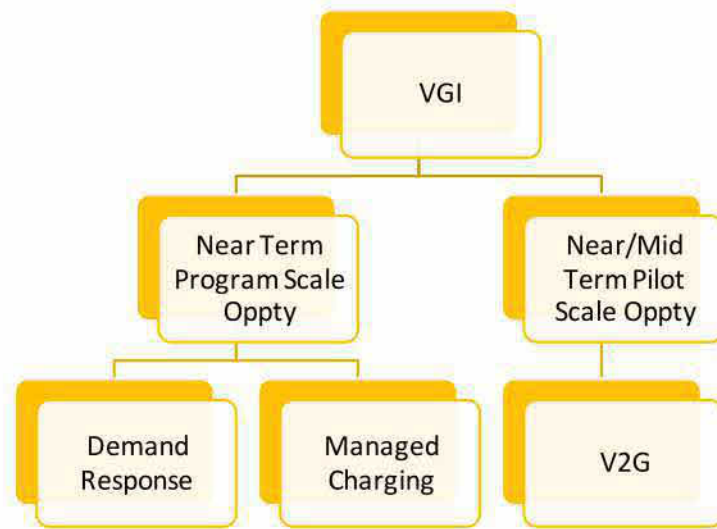 VGI
Near Term
Program Scale
Oppty
Near/Mid
Term Pilot
Scale Oppty
Demand
Response
Managed
Charging
V2G